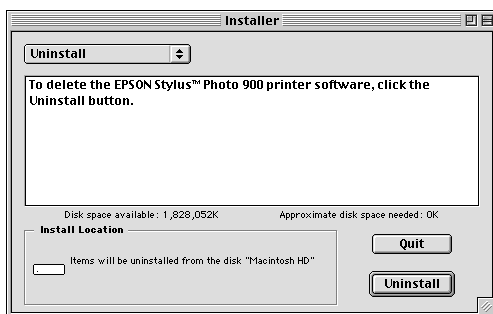 Installer
Uninstall
To delete the EPSON Stylus™ Photo 900 printer software, click the
Uninstall button.
Disk space available: 1,828,052K Approximate disk space needed: 0K
Install Location
Items will be uninstalled from the disk "Macintosh HD"
Quit
Uninstall